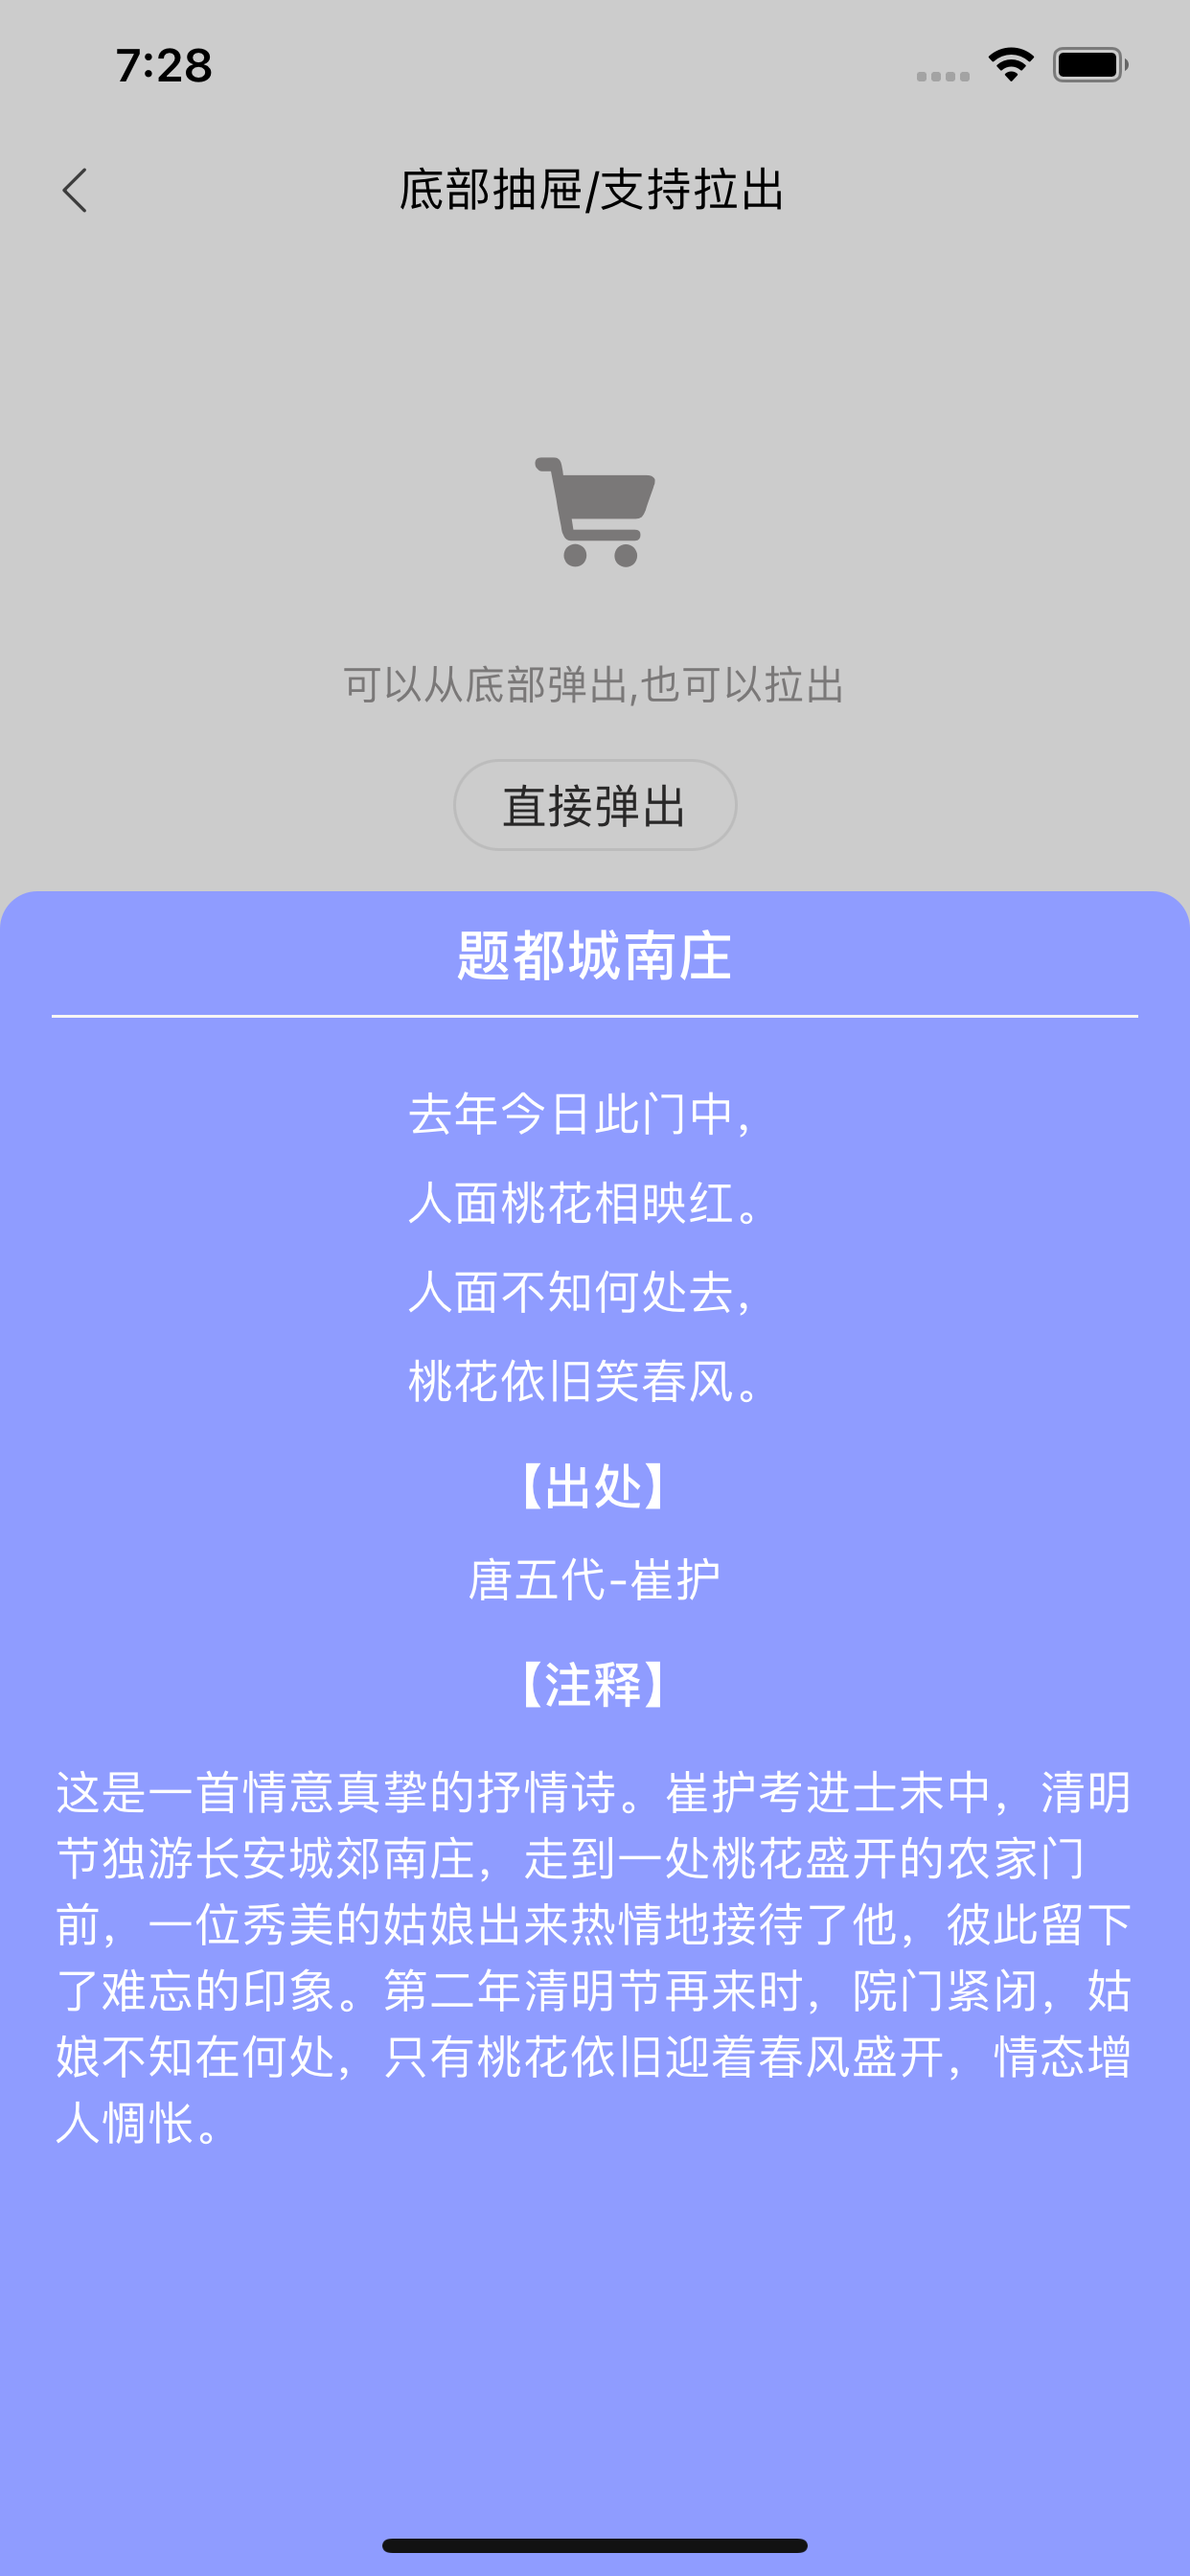 7:28
底部抽屉/支持拉出
可以从底部弹出,也可以拉出
直接弹出
题都城南庄
去年今日此门中，
人面桃花相映红。
人面不知何处去，
桃花依旧笑春风。
【出处】
唐五代-崔护
【注释】
这是一首情意真挚的抒情诗。崔护考进士末中，清明
节独游长安城郊南庄，走到一处桃花盛开的农家门
前，一位秀美的姑娘出来热情地接待了他，彼此留下
了难忘的印象。第二年清明节再来时，院门紧闭，姑
娘不知在何处，只有桃花依旧迎着春风盛开，情态增
人惆怅。